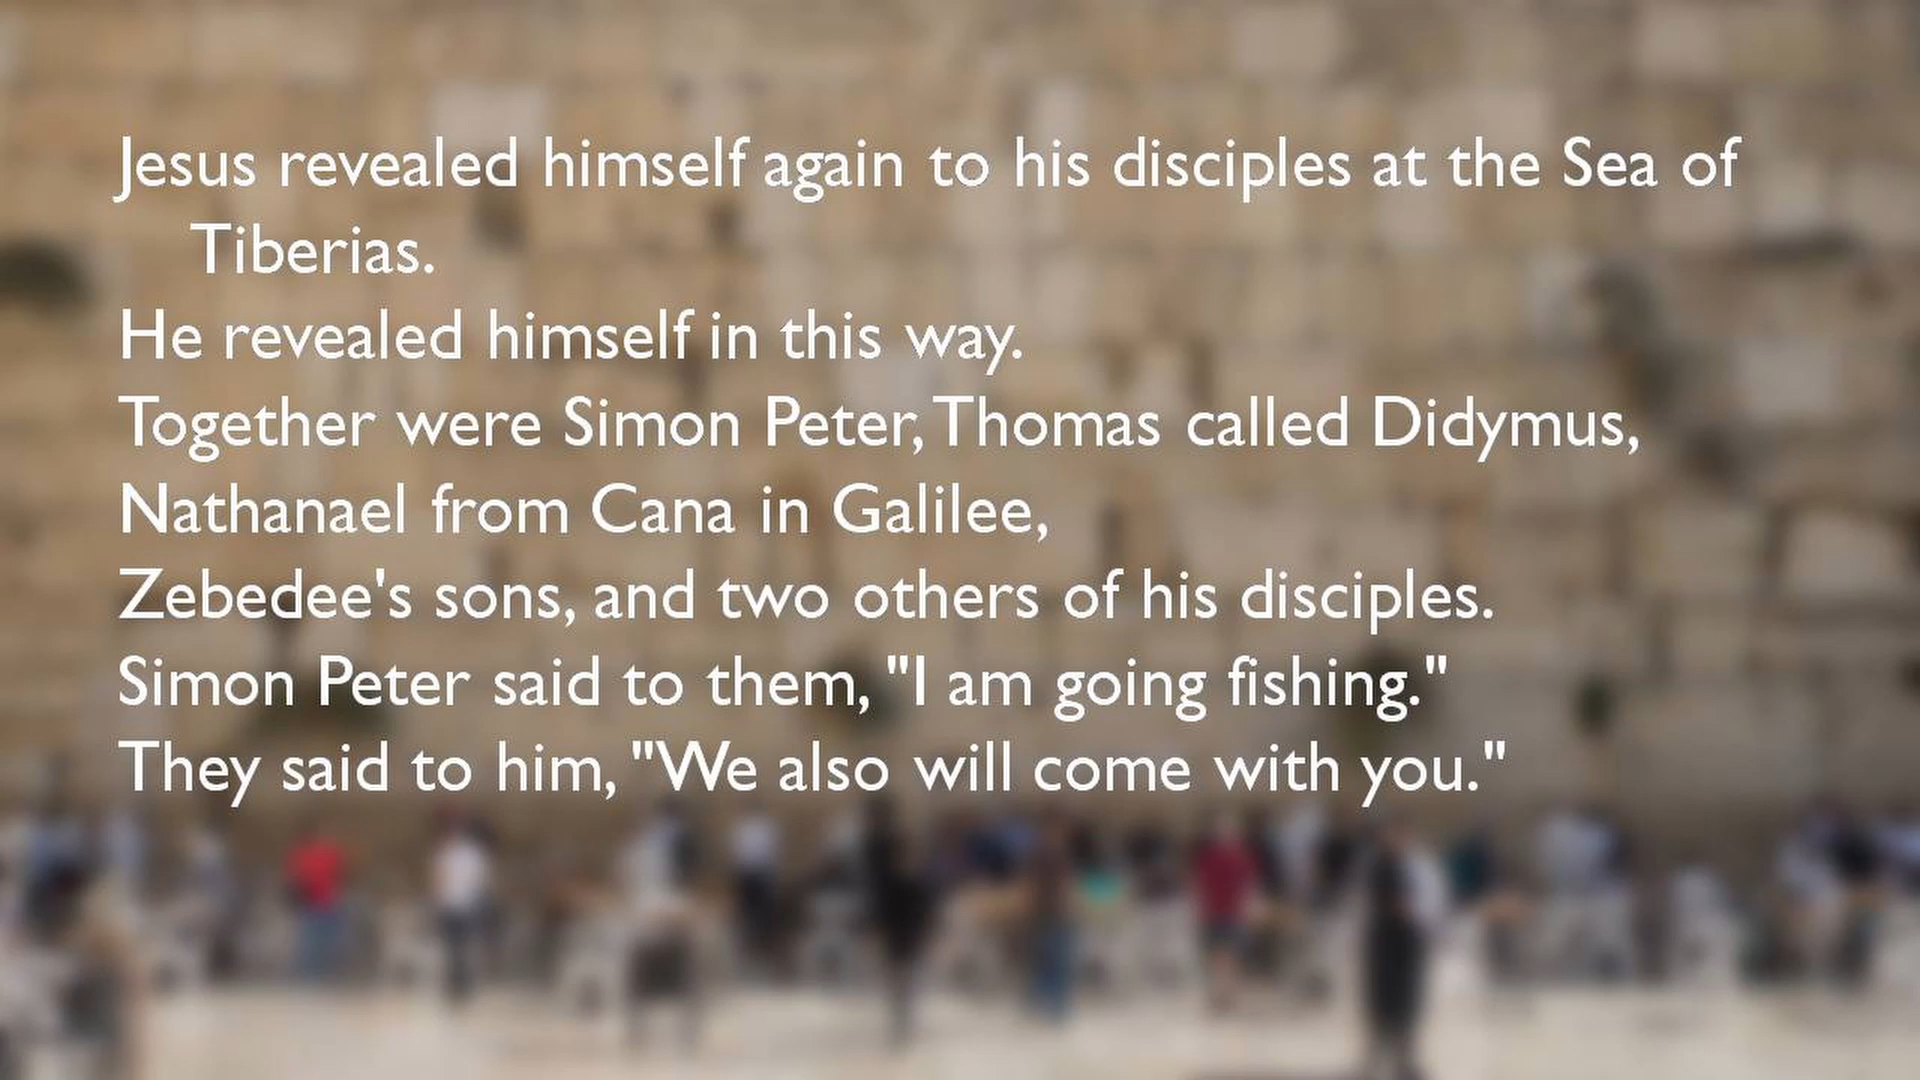 Jesus revealed himself again to his disciples at the Sea of
Tiberias.
He revealed himself in this way.
Together were Simon Peter, Thomas called Didymus,
Nathanael from Cana in Galilee,
Zebedee's sons, and two others of his disciples.
Simon Peter said to them, "I am going fishing."
They said to him, "We also will come with you."